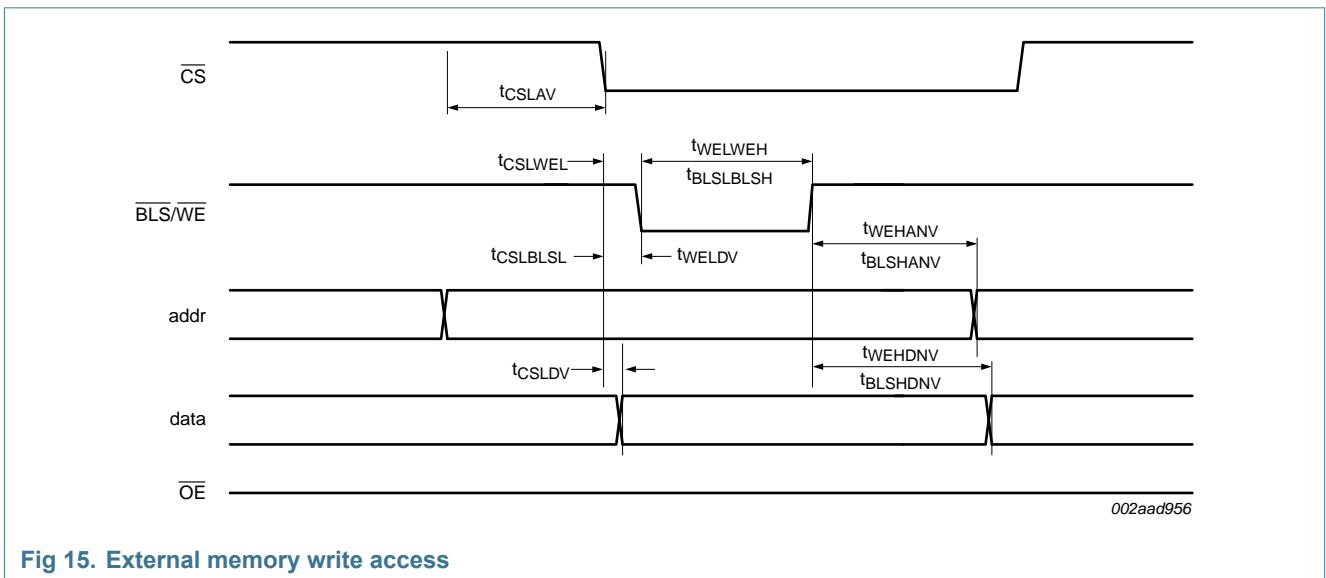 CS
tCSLAV
tCSLWEL
tWELWEH
tBLSLBLSH
BLS/WE
tCSLBLSL
tWELDV
tWEHANV
tBLSHANV
addr
tCSLDV
tWEHDNV
tBLSHDNV
data
OE
002aad956
Fig 15. External memory write access